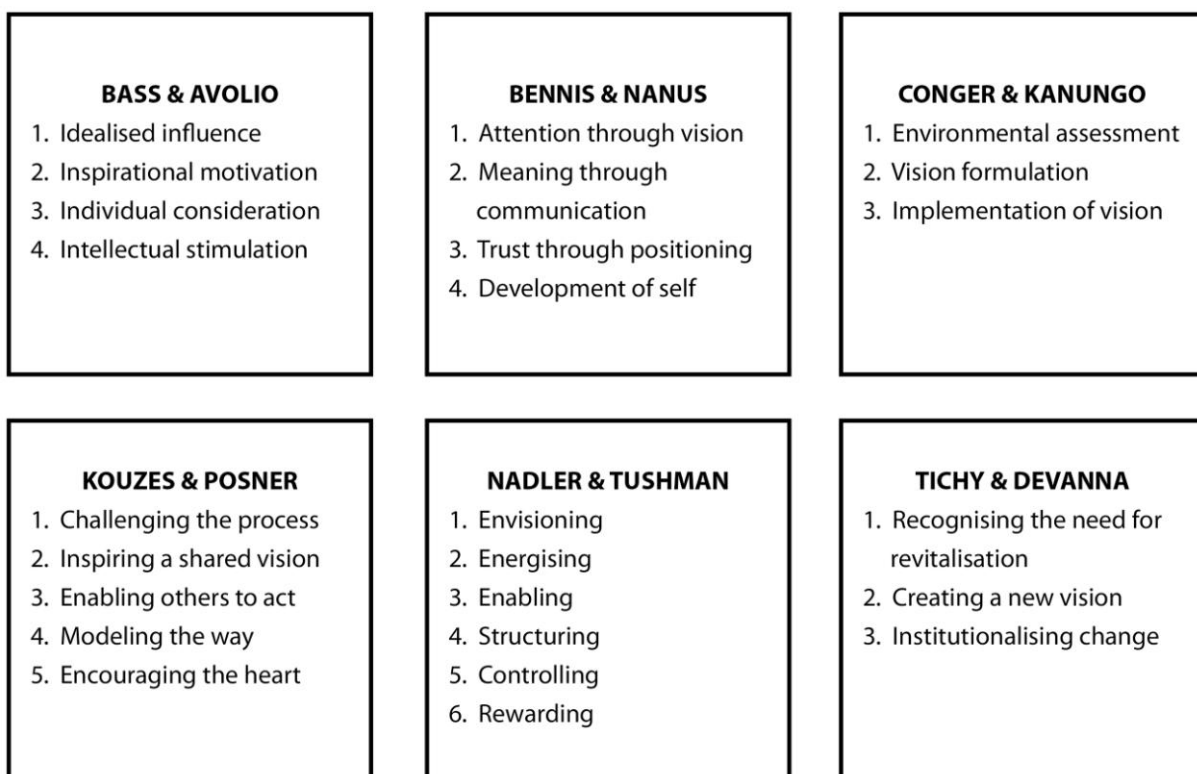 BASS & AVOLIO
1. Idealised influence
2. Inspirational motivation
3. Individual consideration
4. Intellectual stimulation
BENNIS & NANUS
1. Attention through vision
2. Meaning through
communication
3. Trust through positioning
4. Development of self
CONGER & KANUNGO
1. Environmental assessment
2. Vision formulation
3. Implementation of vision
KOUZES & POSNER
1. Challenging the process
2. Inspiring a shared vision
3. Enabling others to act
4. Modeling the way
5. Encouraging the heart
NADLER & TUSHMAN
1. Envisioning
2. Energising
3. Enabling
4. Structuring
5. Controlling
6. Rewarding
TICHY & DEVANNA
1. Recognising the need for
revitalisation
2. Creating a new vision
3. Institutionalising change